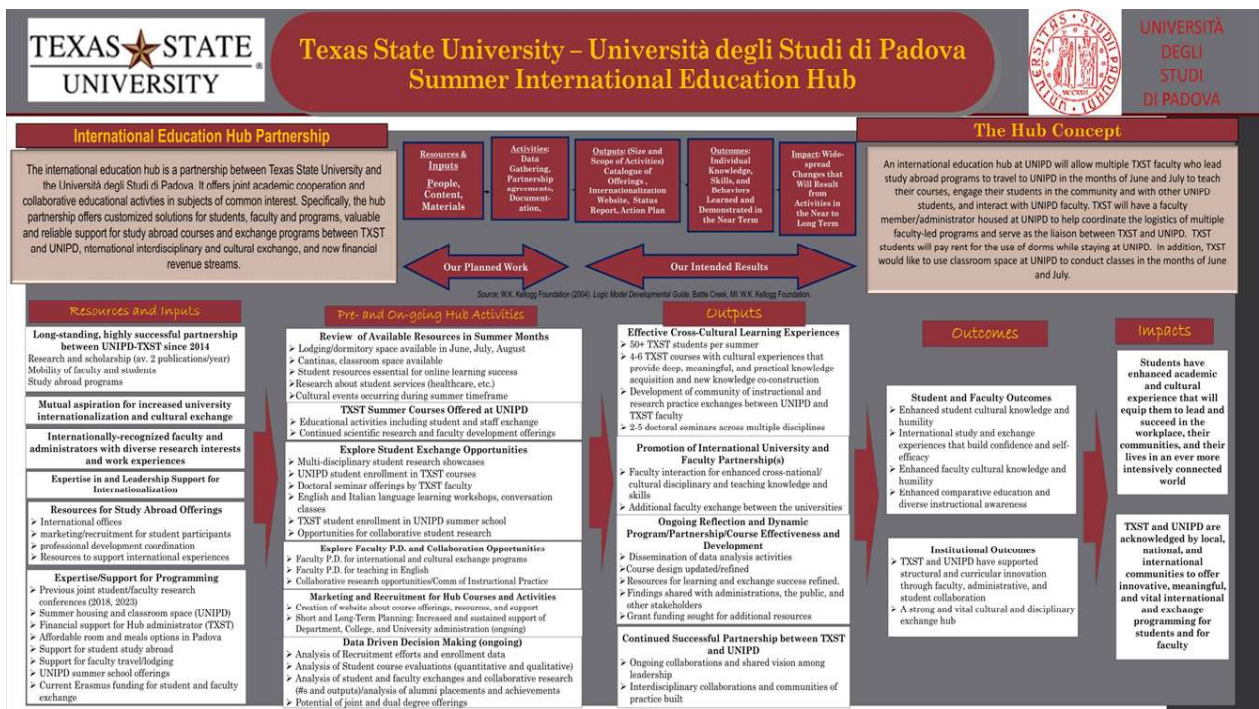 TEXAS STATE
UNIVERSITY
®
Texas State University – Università degli Studi di Padova
Summer International Education Hub
UNIVERSITÀ
DEGLI
STUDI
DI PADOVA
International Education Hub Partnership
The international education hub is a partnership between Texas State University and
the Università degli Studi di Padova. It offers joint academic cooperation and
collaborative educational activities in subjects of common interest. Specifically, the hub
partnership offers customized solutions for students, faculty and programs, valuable
and reliable support for study abroad courses and exchange programs between TXST
and UNIPD, nternational interdisciplinary and cultural exchange, and new financial
revenue streams.
Resources &
Inputs
People,
Content,
Materials
Activities:
Data
Gathering,
Partnership
agreements,
Document-
ation,
Outputs: (Size and
Scope of Activities)
Catalogue of
Offerings ,
Internationalization
Website, Status
Report, Action Plan
Outcomes:
Individual
Knowledge,
Skills, and
Behaviors
Learned and
Demonstrated in
the Near Term
Impact: Wide-
spread
Changes that
Will Result
from
Activities in
the Near to
Long Term
Our Planned Work
Our Intended Results
Source: W.K. Kellogg Foundation (2004). Logic Model Developmental Guide. Battle Creek, MI: W.K. Kellogg Foundation.
The Hub Concept
An international education hub at UNIPD will allow multiple TXST faculty who lead
study abroad programs to travel to UNIPD in the months of June and July to teach
their courses, engage their students in the community and with other UNIPD
students, and interact with UNIPD faculty. TXST will have a faculty
member/administrator housed at UNIPD to help coordinate the logistics of multiple
faculty-led programs and serve as the liaison between TXST and UNIPD. TXST
students will pay rent for the use of dorms while staying at UNIPD. In addition, TXST
would like to use classroom space at UNIPD to conduct classes in the months of June
and July.
Resources and Inputs
Long-standing, highly successful partnership
between UNIPD-TXST since 2014
Research and scholarship (av. 2 publications/year)
Mobility of faculty and students
Study abroad programs
Mutual aspiration for increased university
internationalization and cultural exchange
Internationally-recognized faculty and
administrators with diverse research interests
and work experiences
Expertise in and Leadership Support for
Internationalization
Resources for Study Abroad Offerings
➤ International offices
➤ marketing/recruitment for student participants
➤ professional development coordination
➤ Resources to support international experiences
Expertise/Support for Programming
➤ Previous joint student/faculty research
conferences (2018, 2023)
➤ Summer housing and classroom space (UNIPD)
➤ Financial support for Hub administrator (TXST)
➤ Affordable room and meals options in Padova
➤ Support for student study abroad
➤ Support for faculty travel/lodging
➤ UNIPD summer school offerings
➤ Current Erasmus funding for student and faculty
exchange
Pre- and On-going Hub Activities
Review of Available Resources in Summer Months
➤ Lodging/dormitory space available in June, July, August
➤ Cantinas, classroom space available
➤ Student resources essential for online learning success
➤Research about student services (healthcare, etc.)
➤Cultural events occurring during summer timeframe
TXST Summer Courses Offered at UNIPD
➤ Educational activities including student and staff exchange
➤ Continued scientific research and faculty development offerings
Explore Student Exchange Opportunities
➤ Multi-disciplinary student research showcases
➤ UNIPD student enrollment in TXST courses
➤ Doctoral seminar offerings by TXST faculty
➤ English and Italian language learning workshops, conversation
classes
➤ TXST student enrollment in UNIPD summer school
➤ Opportunities for collaborative student research
Explore Faculty P.D. and Collaboration Opportunities
➤ Faculty P.D. for international and cultural exchange programs
➤ Faculty P.D. for teaching in English
➤ Collaborative research opportunities/Comm of Instructional Practice
Marketing and Recruitment for Hub Courses and Activities
➤ Creation of website about course offerings, resources, and support
➤ Short and Long-Term Planning: Increased and sustained support of
Department, College, and University administration (ongoing)
Data Driven Decision Making (ongoing)
➤ Analysis of Recruitment efforts and enrollment data
➤ Analysis of Student course evaluations (quantitative and qualitative)
➤ Analysis of student and faculty exchanges and collaborative research
(#s and outputs)/analysis of alumni placements and achievements
➤ Potential of joint and dual degree offerings
Outputs
Effective Cross-Cultural Learning Experiences
➤ 50+ TXST students per summer
➤ 4-6 TXST courses with cultural experiences that
provide deep, meaningful, and practical knowledge
acquisition and new knowledge co-construction
➤ Development of community of instructional and
research practice exchanges between UNIPD and
TXST faculty
➤ 2-5 doctoral seminars across multiple disciplines
Promotion of International University and
Faculty Partnership(s)
➤ Faculty interaction for enhanced cross-national/
cultural disciplinary and teaching knowledge and
skills
➤ Additional faculty exchange between the universities
Ongoing Reflection and Dynamic
Program/Partnership/Course Effectiveness and
Development
➤ Dissemination of data analysis activities
➤Course design updated/refined
➤ Resources for learning and exchange success refined.
➤ Findings shared with administrations, the public, and
other stakeholders
➤ Grant funding sought for additional resources
Continued Successful Partnership between TXST
and UNIPD
➤ Ongoing collaborations and shared vision among
leadership
➤ Interdisciplinary collaborations and communities of
practice built
Outcomes
Student and Faculty Outcomes
➤ Enhanced student cultural knowledge and
humility
➤ International study and exchange
experiences that build confidence and self-
efficacy
➤ Enhanced faculty cultural knowledge and
humility
➤ Enhanced comparative education and
diverse instructional awareness
Institutional Outcomes
➤ TXST and UNIPD have supported
structural and curricular innovation
through faculty, administrative, and
student collaboration
➤ A strong and vital cultural and disciplinary
exchange hub
Impacts
Students have
enhanced academic
and cultural
experience that will
equip them to lead and
succeed in the
workplace, their
communities, and their
lives in an ever more
intensively connected
world
TXST and UNIPD are
acknowledged by local,
national, and
international
communities to offer
innovative, meaningful,
and vital international
and exchange
programming for
students and for
faculty